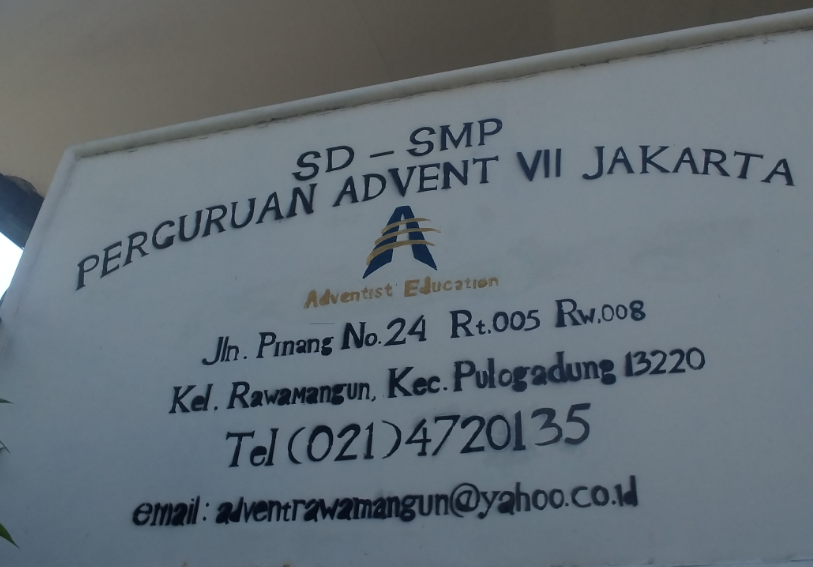 SD - SMP
PERGURUAN ADVENT VII JAKARTA
Adventist Education
Jln. Pinang No.24 Rt.005 Rw.008
Kel. Rawamangun, Kec. Pulogadung 13220
Tel (021)4720135
email: adventrawamangun@yahoo.co.id